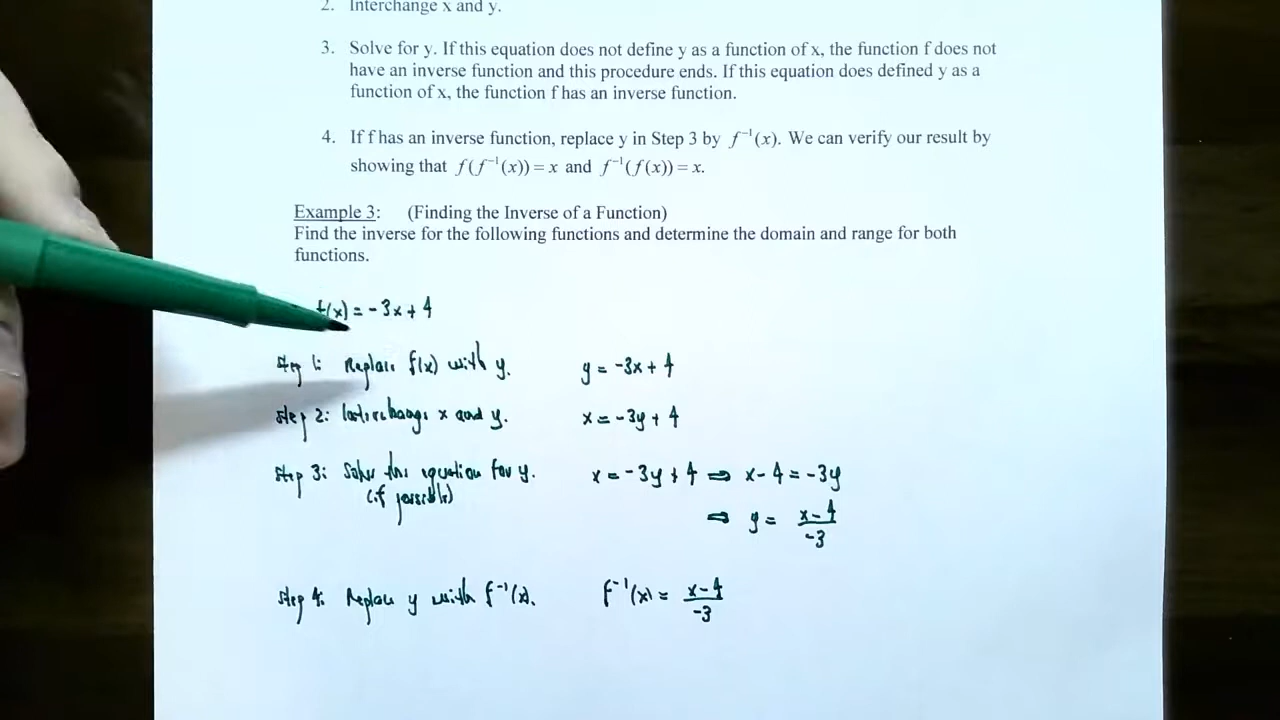 2. Interchange x and y.
3. Solve for y. If this equation does not define y as a function of x, the function f does not
have an inverse function and this procedure ends. If this equation does defined y as a
function of x, the function f has an inverse function.
4. If f has an inverse function, replace y in Step 3 by f⁻¹(x). We can verify our result by
showing that f(f⁻¹(x)) = x and f⁻¹(f(x)) = x.
Example 3: (Finding the Inverse of a Function)
Find the inverse for the following functions and determine the domain and range for both
functions.
f(x) = -3x + 4
Step 1: Replace f(x) with y. y = -3x + 4
Step 2: Interchange x and y. x = -3y + 4
Step 3: Solve this equation for y. x = -3y + 4 ⇒ x - 4 = -3y
(if possible) ⇒ y = (x-4)/-3
Step 4: Replace y with f⁻¹(x). f⁻¹(x) = (x-4)/-3